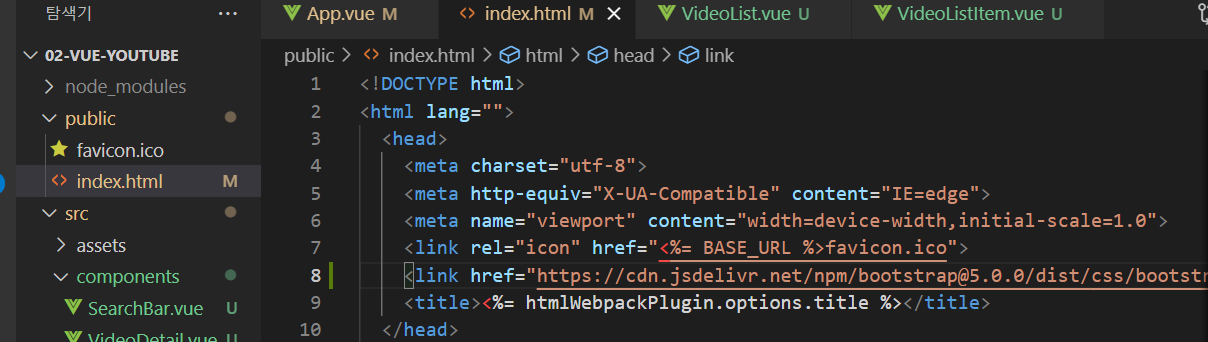 탐색기 ···
02-VUE-YOUTUBE
node_modules
public
favicon.ico
index.html M
src
assets
components
SearchBar.vue U
VideoDetail.vue U
App.vue M index.html M VideoList.vue U VideoListItem.vue U
public > index.html > html > head > link
1 <!DOCTYPE html>
2 <html lang="">
3 <head>
4 <meta charset="utf-8">
5 <meta http-equiv="X-UA-Compatible" content="IE=edge">
6 <meta name="viewport" content="width=device-width,initial-scale=1.0">
7 <link rel="icon" href="<%= BASE_URL %>favicon.ico">
8 <link href="https://cdn.jsdelivr.net/npm/bootstrap@5.0.0/dist/css/bootstr
9 <title><%= htmlWebpackPlugin.options.title %></title>
10 </head>